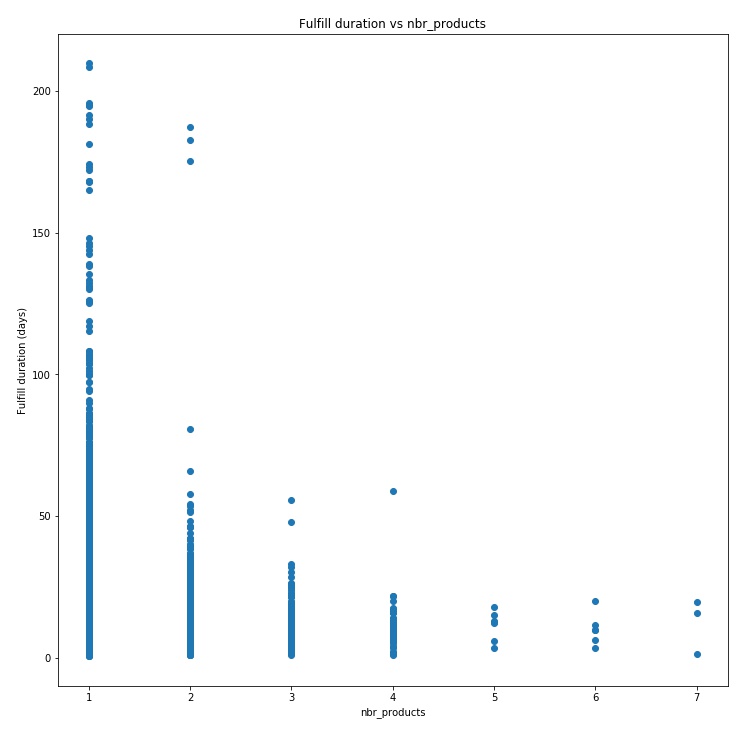 Fulfill duration vs nbr_products
200
150
100
50
0
Fulfill duration (days)
1 2 3 4 5 6 7
nbr_products